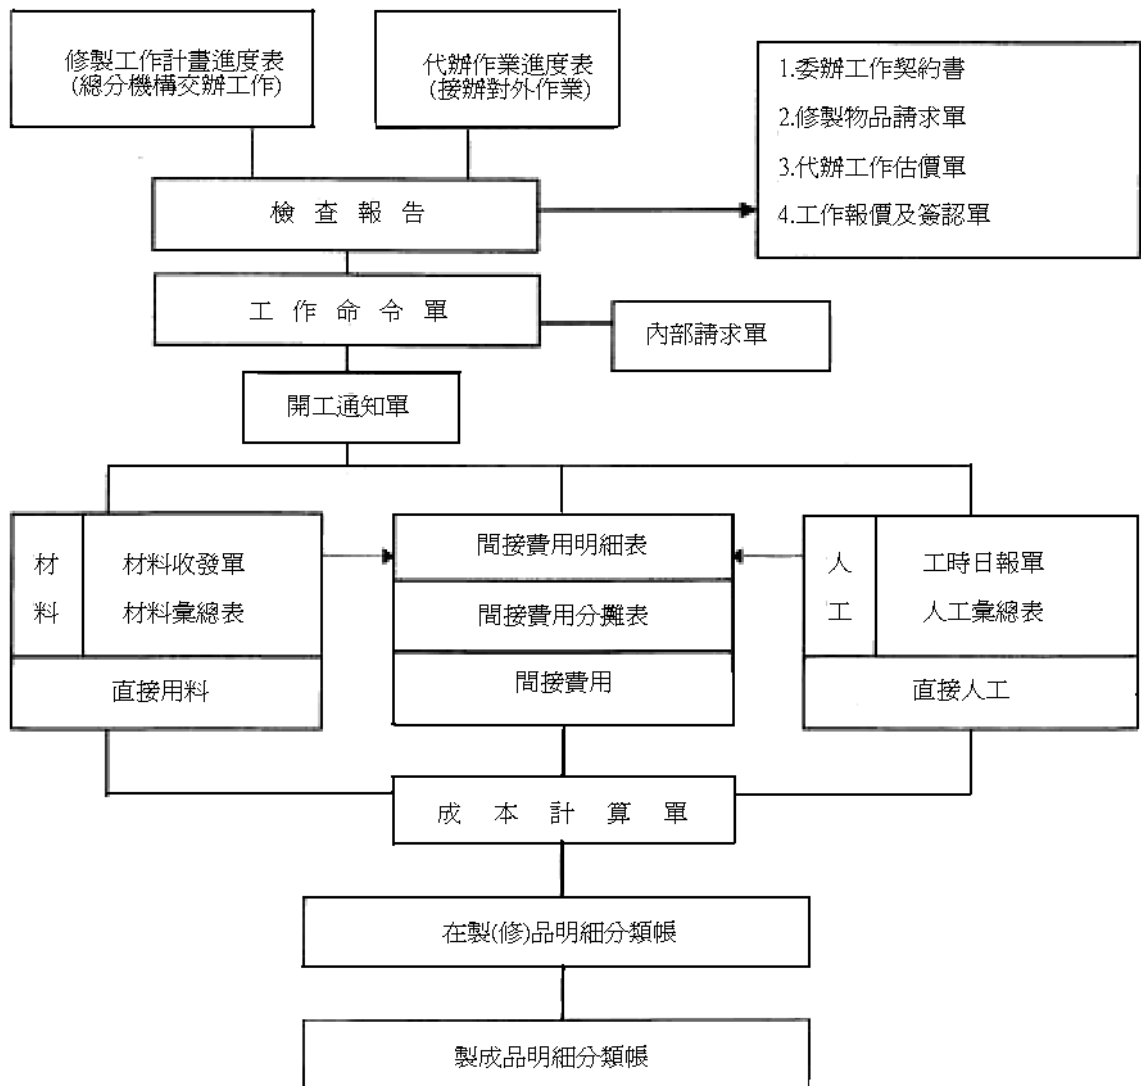 修製工作計畫進度表
(總分機構交辦工作)
代辦作業進度表
(接辦對外作業)
1.委辦工作契約書
2.修製物品請求單
3.代辦工作估價單
4.工作報價及簽認單
檢查報告
工作命令單
內部請求單
開工通知單
材料
材料收發單
材料彙總表
直接用料
間接費用明細表
間接費用分攤表
間接費用
人工
工時日報單
人工彙總表
直接人工
成本計算單
在製(修)品明細分類帳
製成品明細分類帳